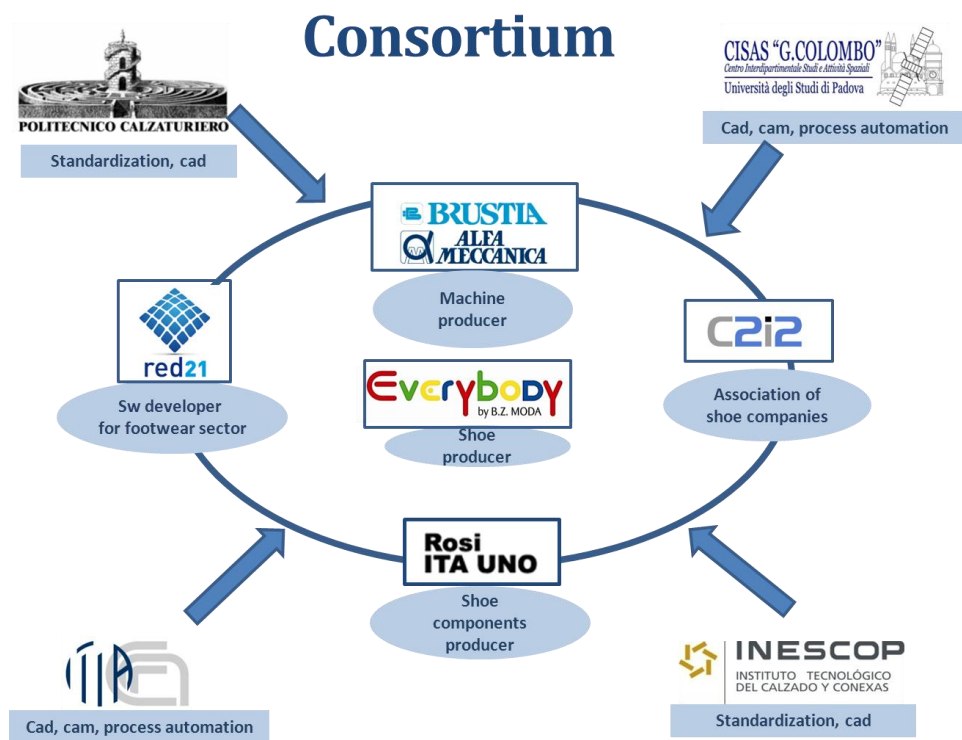 Consortium
POLITECNICO CALZATURIERO
Standardization, cad
CISAS "G.COLOMBO"
Centro Interdipartimentale Studi e Attività Spaziali
Università degli Studi di Padova
Cad, cam, process automation
BRUSTIA
ALFA
MECCANICA
Machine
producer
red21
Sw developer
for footwear sector
C2i2
Association of
shoe companies
Everybody
by B.Z. MODA
Shoe
producer
Rosi
ITA UNO
Shoe
components
producer
ITIA
Cad, cam, process automation
INESCOP
INSTITUTO TECNOLÓGICO
DEL CALZADO Y CONEXAS
Standardization, cad